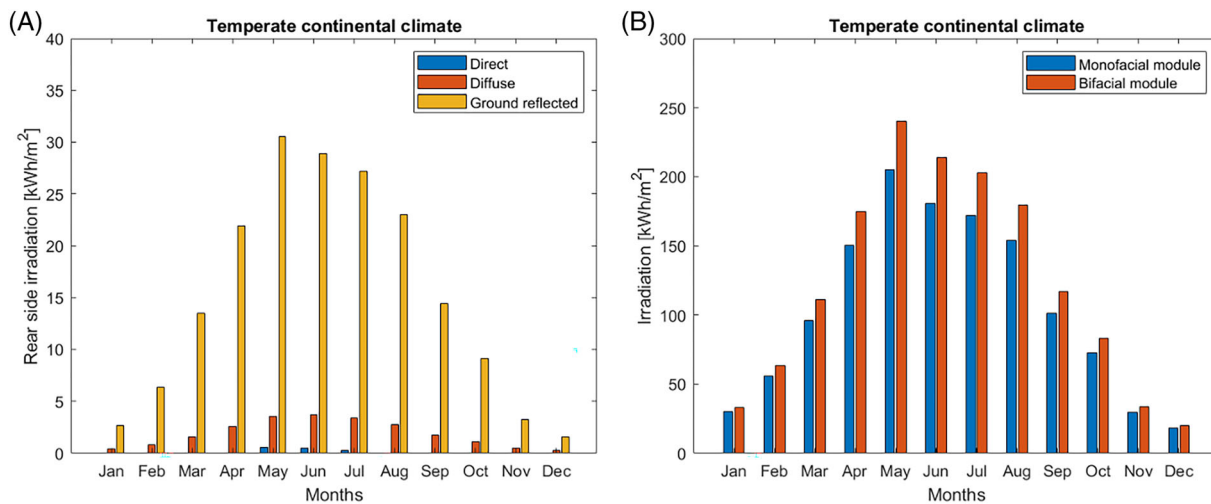 (A)
Temperate continental climate
40
35
30
25
20
15
10
5
0
Rear side irradiation [kWh/m²]
Direct
Diffuse
Ground reflected
Jan Feb Mar Apr May Jun Jul Aug Sep Oct Nov Dec
Months
(B)
Temperate continental climate
300
250
200
150
100
50
0
Irradiation [kWh/m²]
Monofacial module
Bifacial module
Jan Feb Mar Apr May Jun Jul Aug Sep Oct Nov Dec
Months